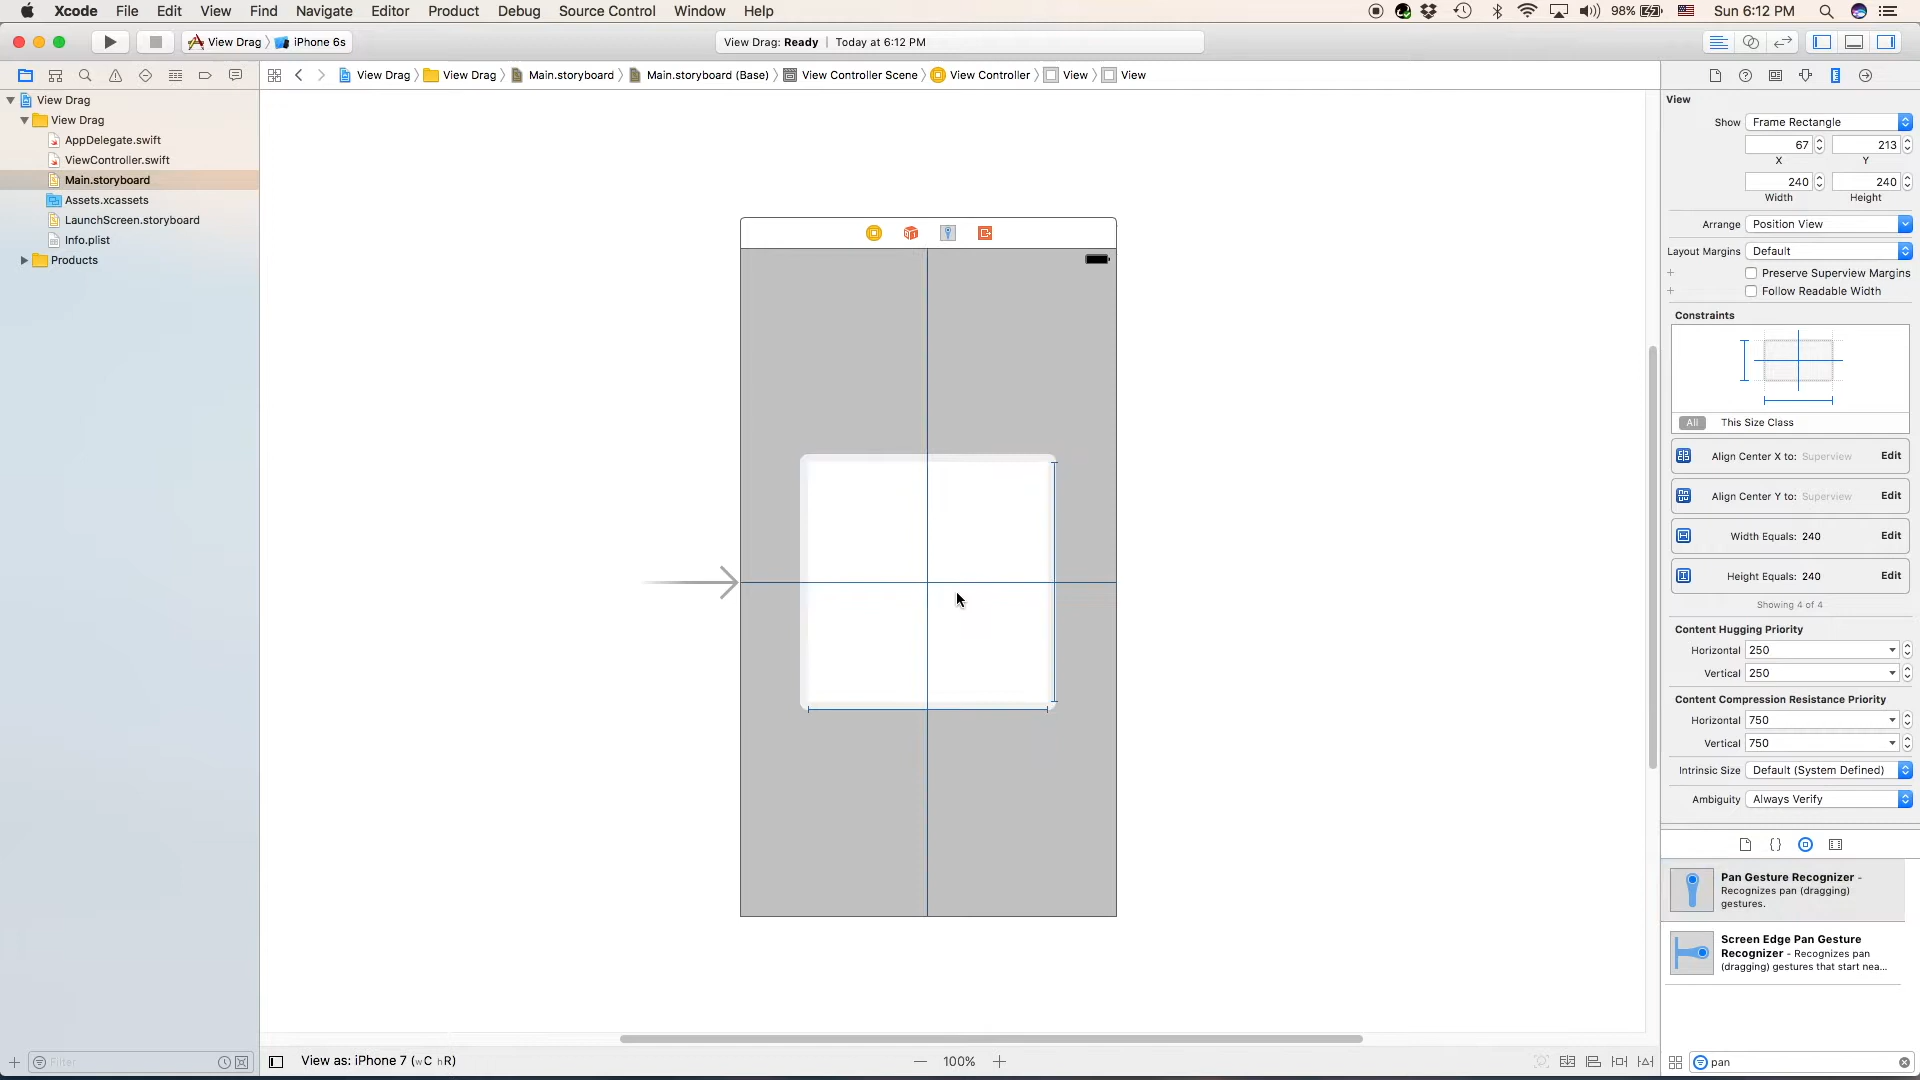 Xcode File Edit View Find Navigate Editor Product Debug Source Control Window Help 98% Sun 6:12 PM
View Drag iPhone 6s View Drag: Ready Today at 6:12 PM
View Drag View Drag Main.storyboard Main.storyboard (Base) View Controller Scene View Controller View View
View Drag
View Drag
AppDelegate.swift
ViewController.swift
Main.storyboard
Assets.xcassets
LaunchScreen.storyboard
Info.plist
Products
View
Show Frame Rectangle
67 213
X Y
240 240
Width Height
Arrange Position View
Layout Margins Default
Preserve Superview Margins
Follow Readable Width
Constraints
All This Size Class
Align Center X to: Superview Edit
Align Center Y to: Superview Edit
Width Equals: 240 Edit
Height Equals: 240 Edit
Showing 4 of 4
Content Hugging Priority
Horizontal 250
Vertical 250
Content Compression Resistance Priority
Horizontal 750
Vertical 750
Intrinsic Size Default (System Defined)
Ambiguity Always Verify
{ }
Pan Gesture Recognizer -
Recognizes pan (dragging)
gestures.
Screen Edge Pan Gesture
Recognizer - Recognizes pan
(dragging) gestures that start nea...
Filter View as: iPhone 7 (wC hR) 100% pan